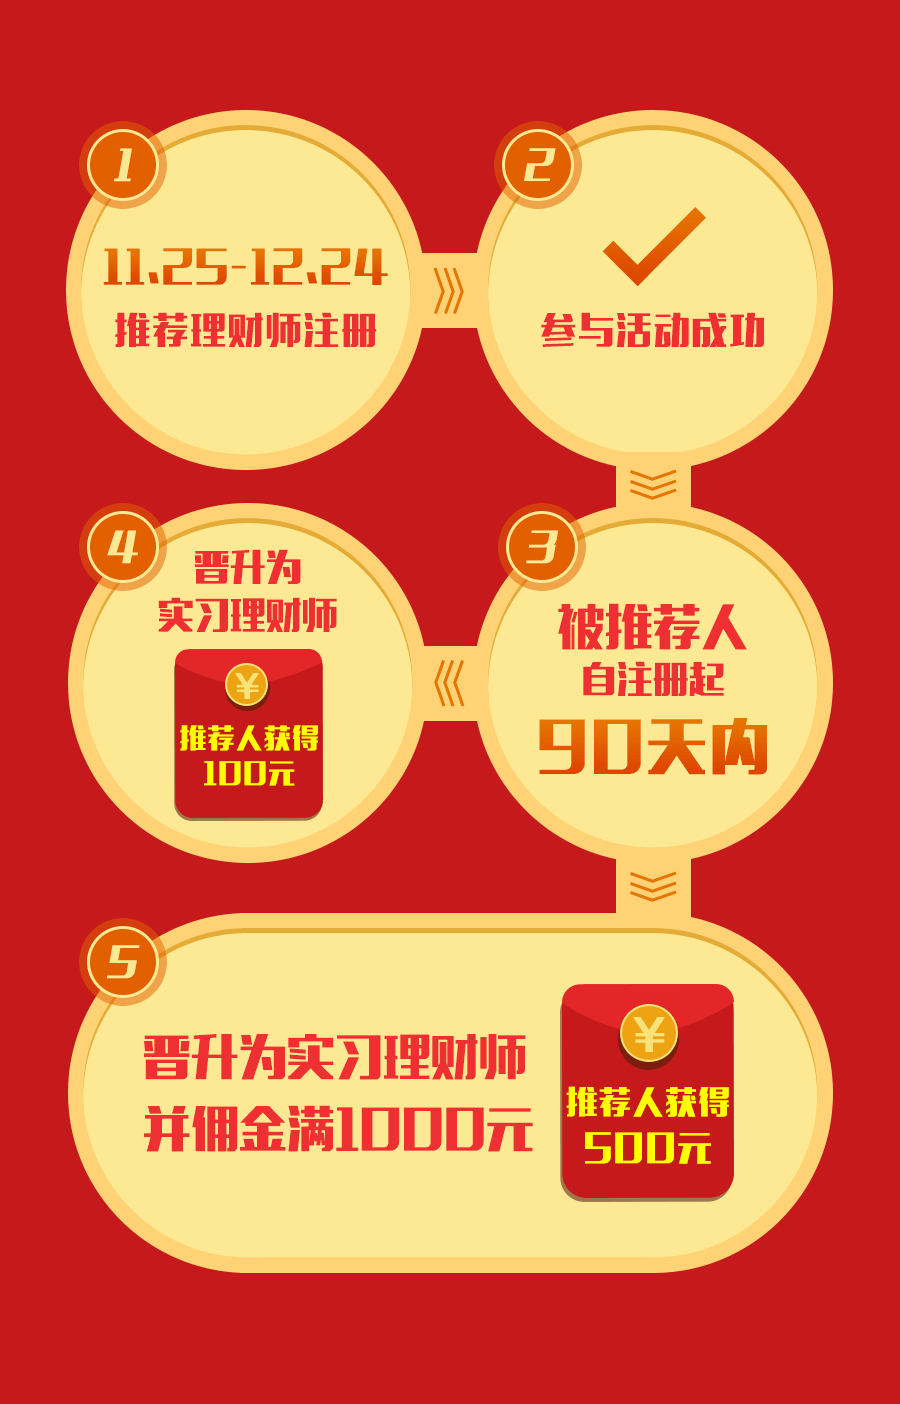 1
11.25-12.24
推荐理财师注册
2
参与活动成功
3
被推荐人
自注册起
90天内
4
晋升为
实习理财师
¥
推荐人获得
100元
5
晋升为实习理财师
并佣金满1000元
¥
推荐人获得
500元